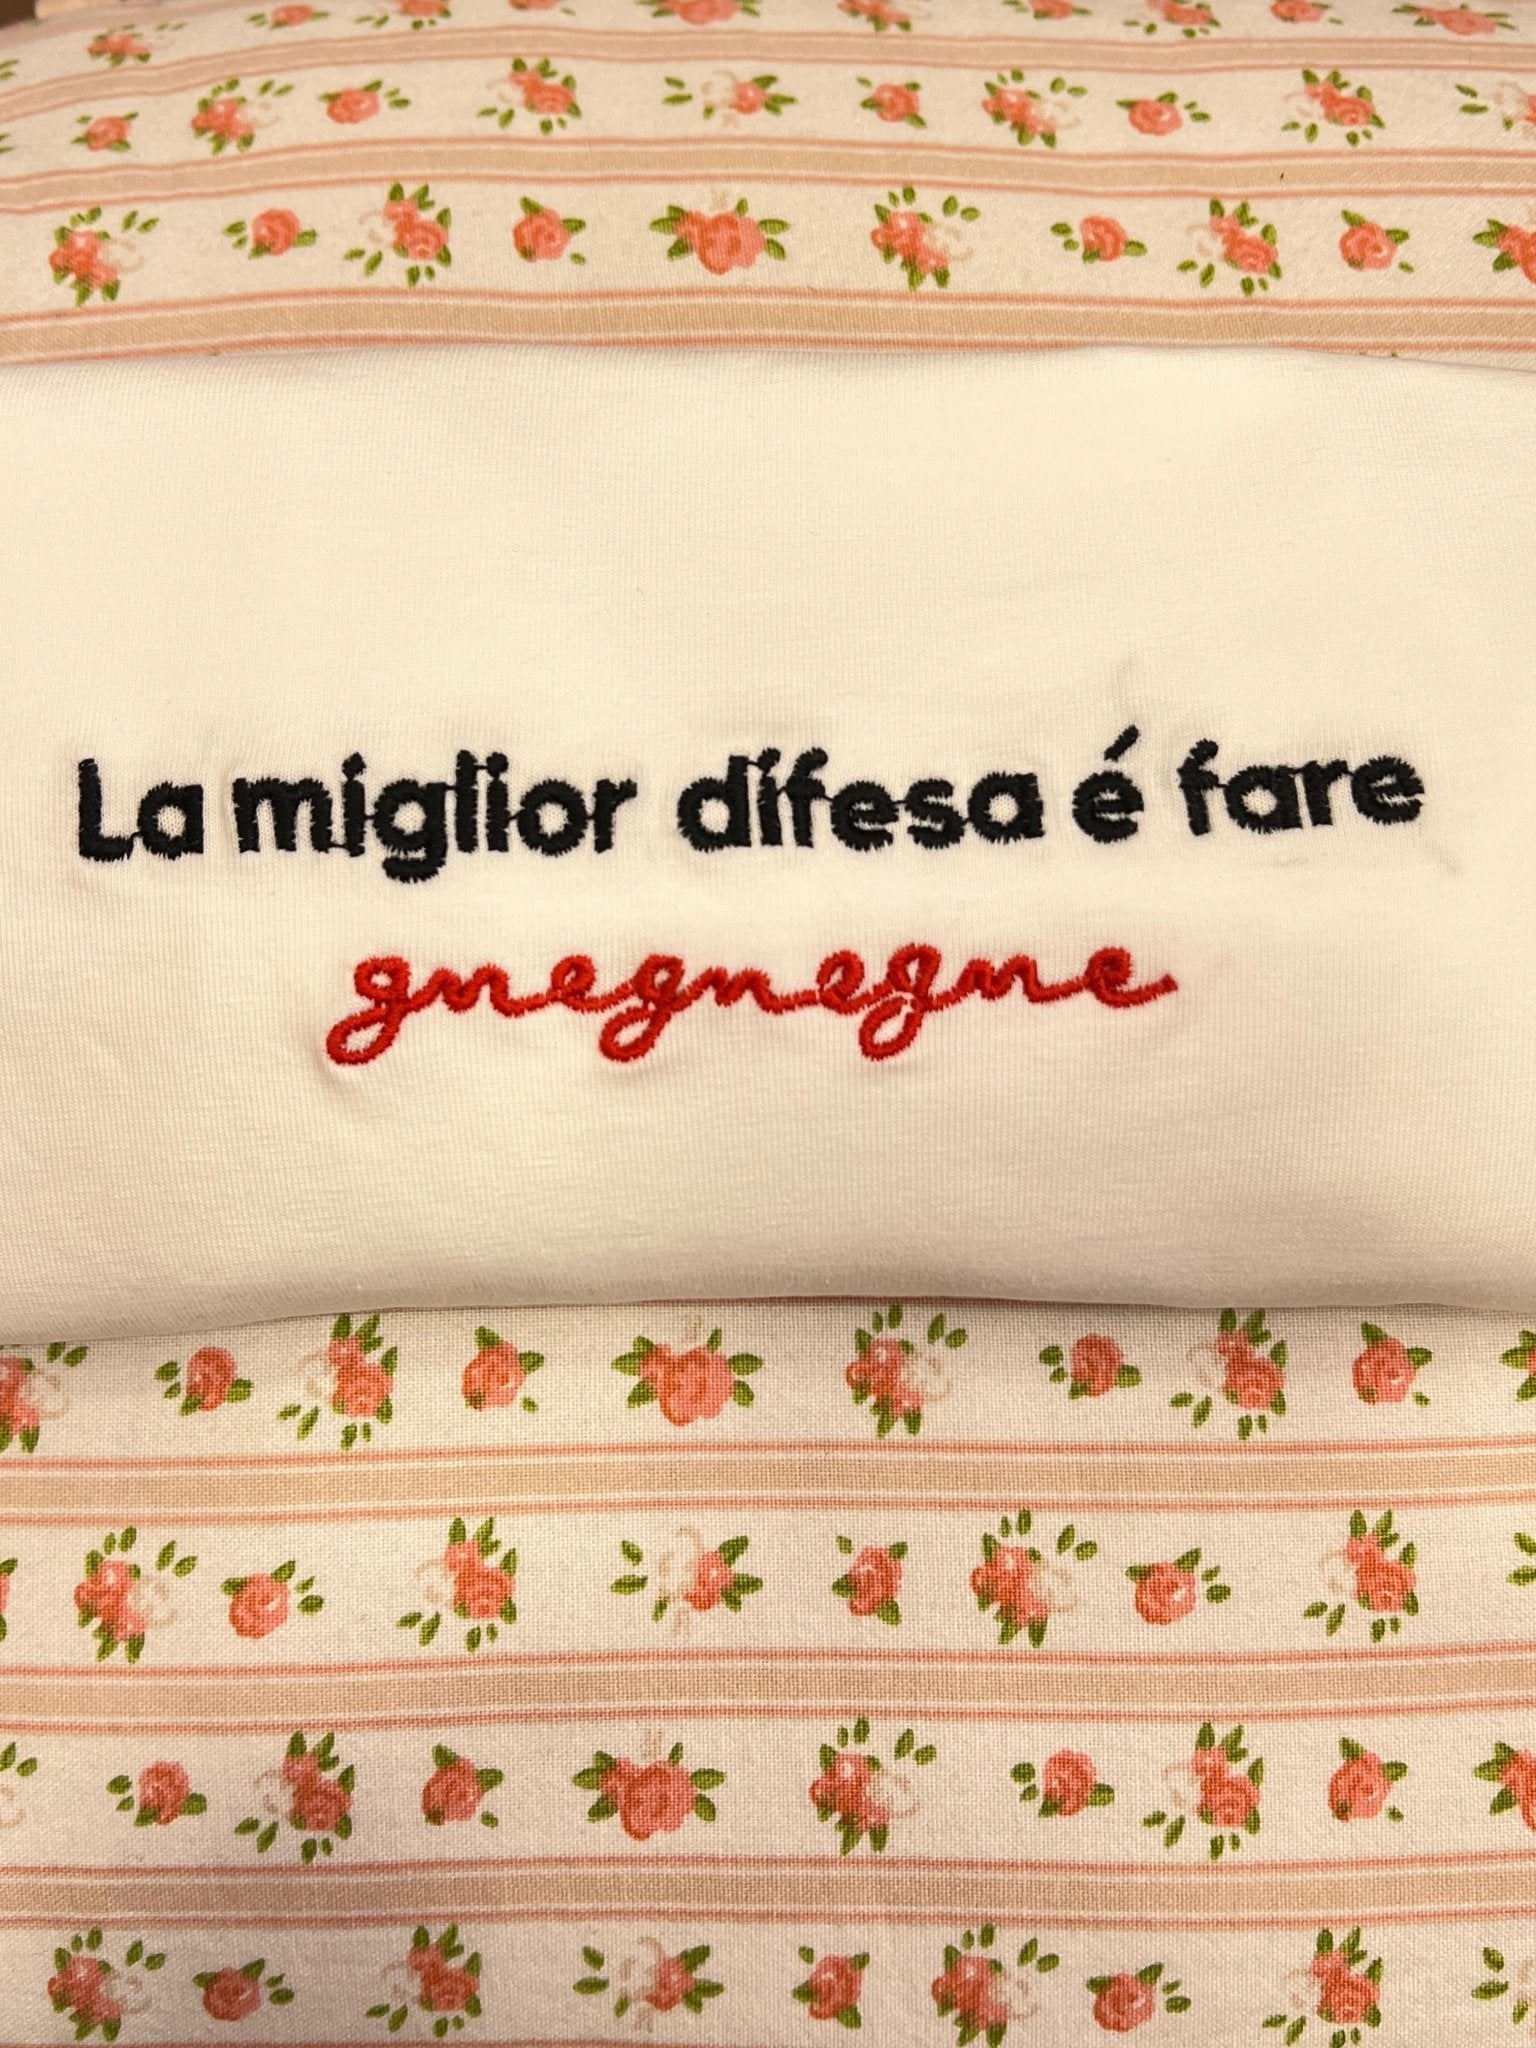 La miglior difesa é fare
gnegnegne